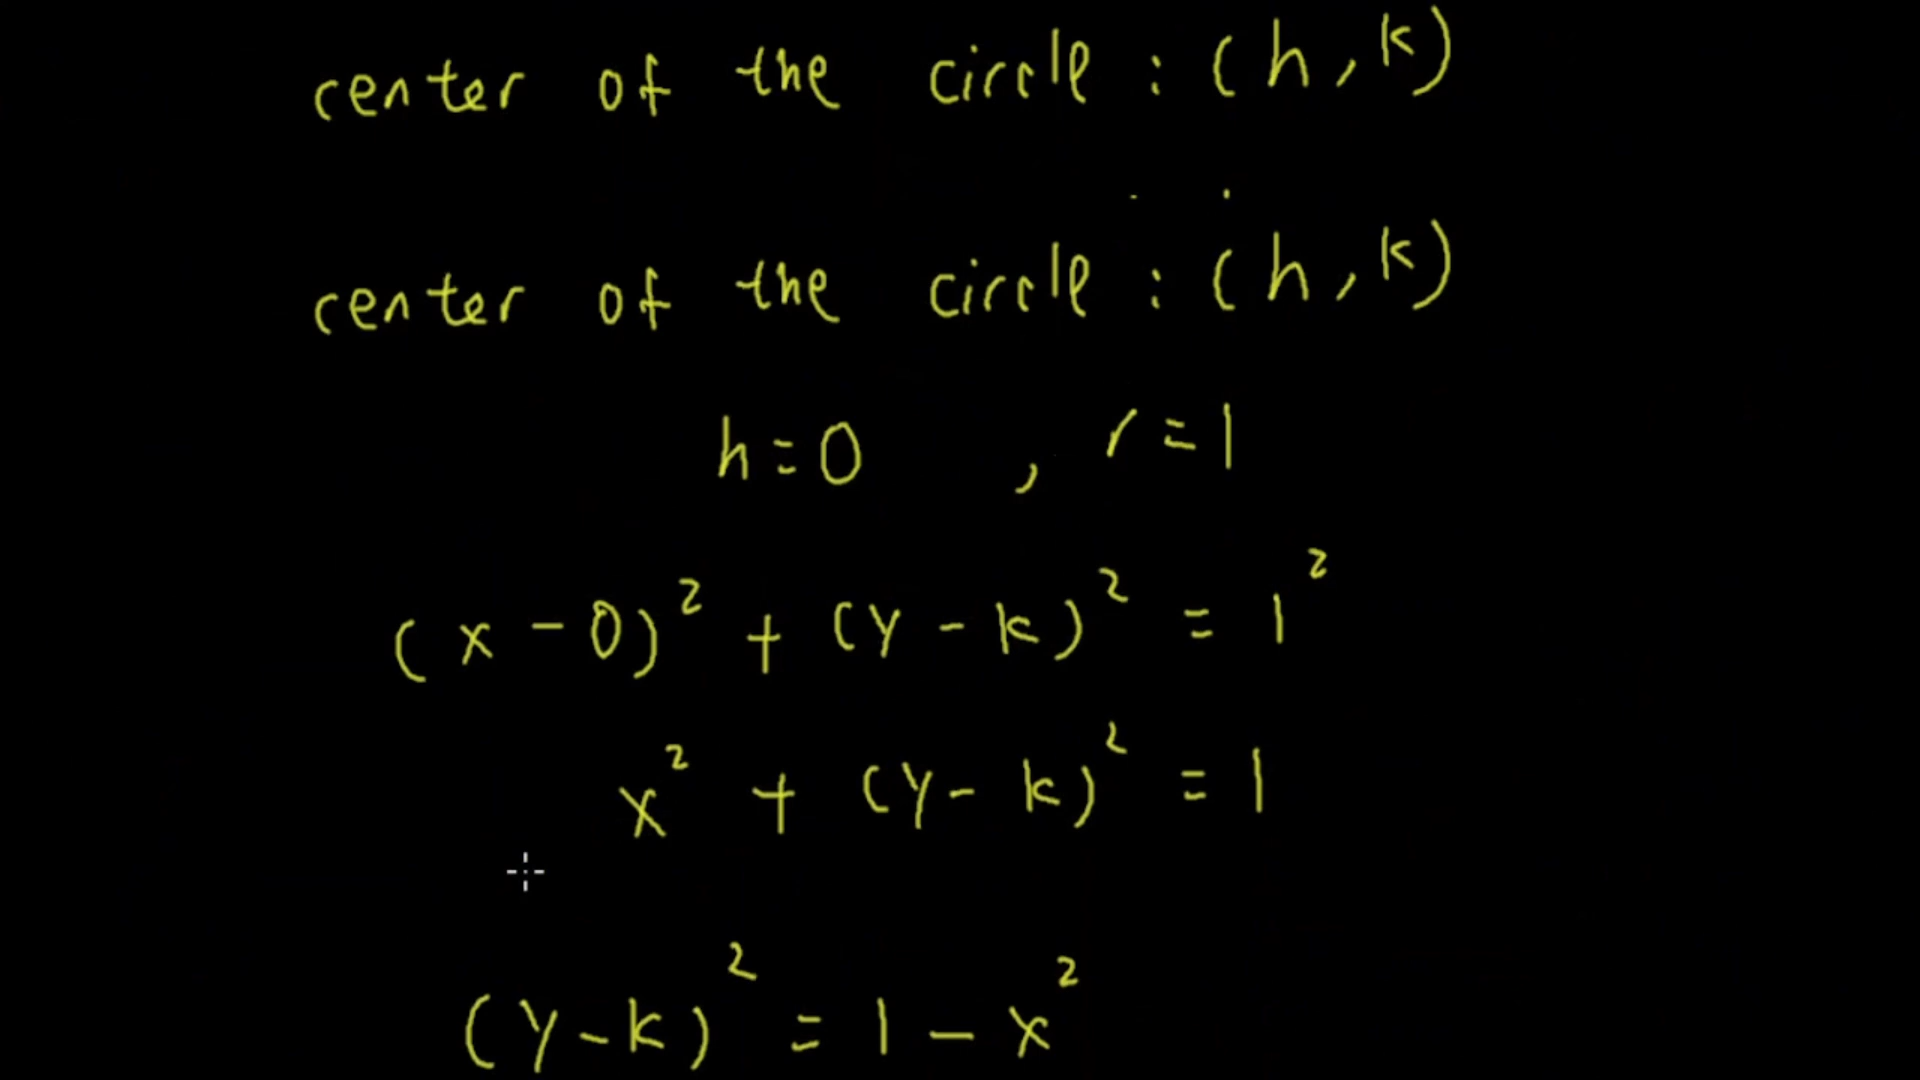 center of the circle : (h, k)
center of the circle : (h, k)
h = 0 , r = 1
(x - 0)² + (y - k)² = 1²
x² + (y - k)² = 1
(y - k)² = 1 - x²